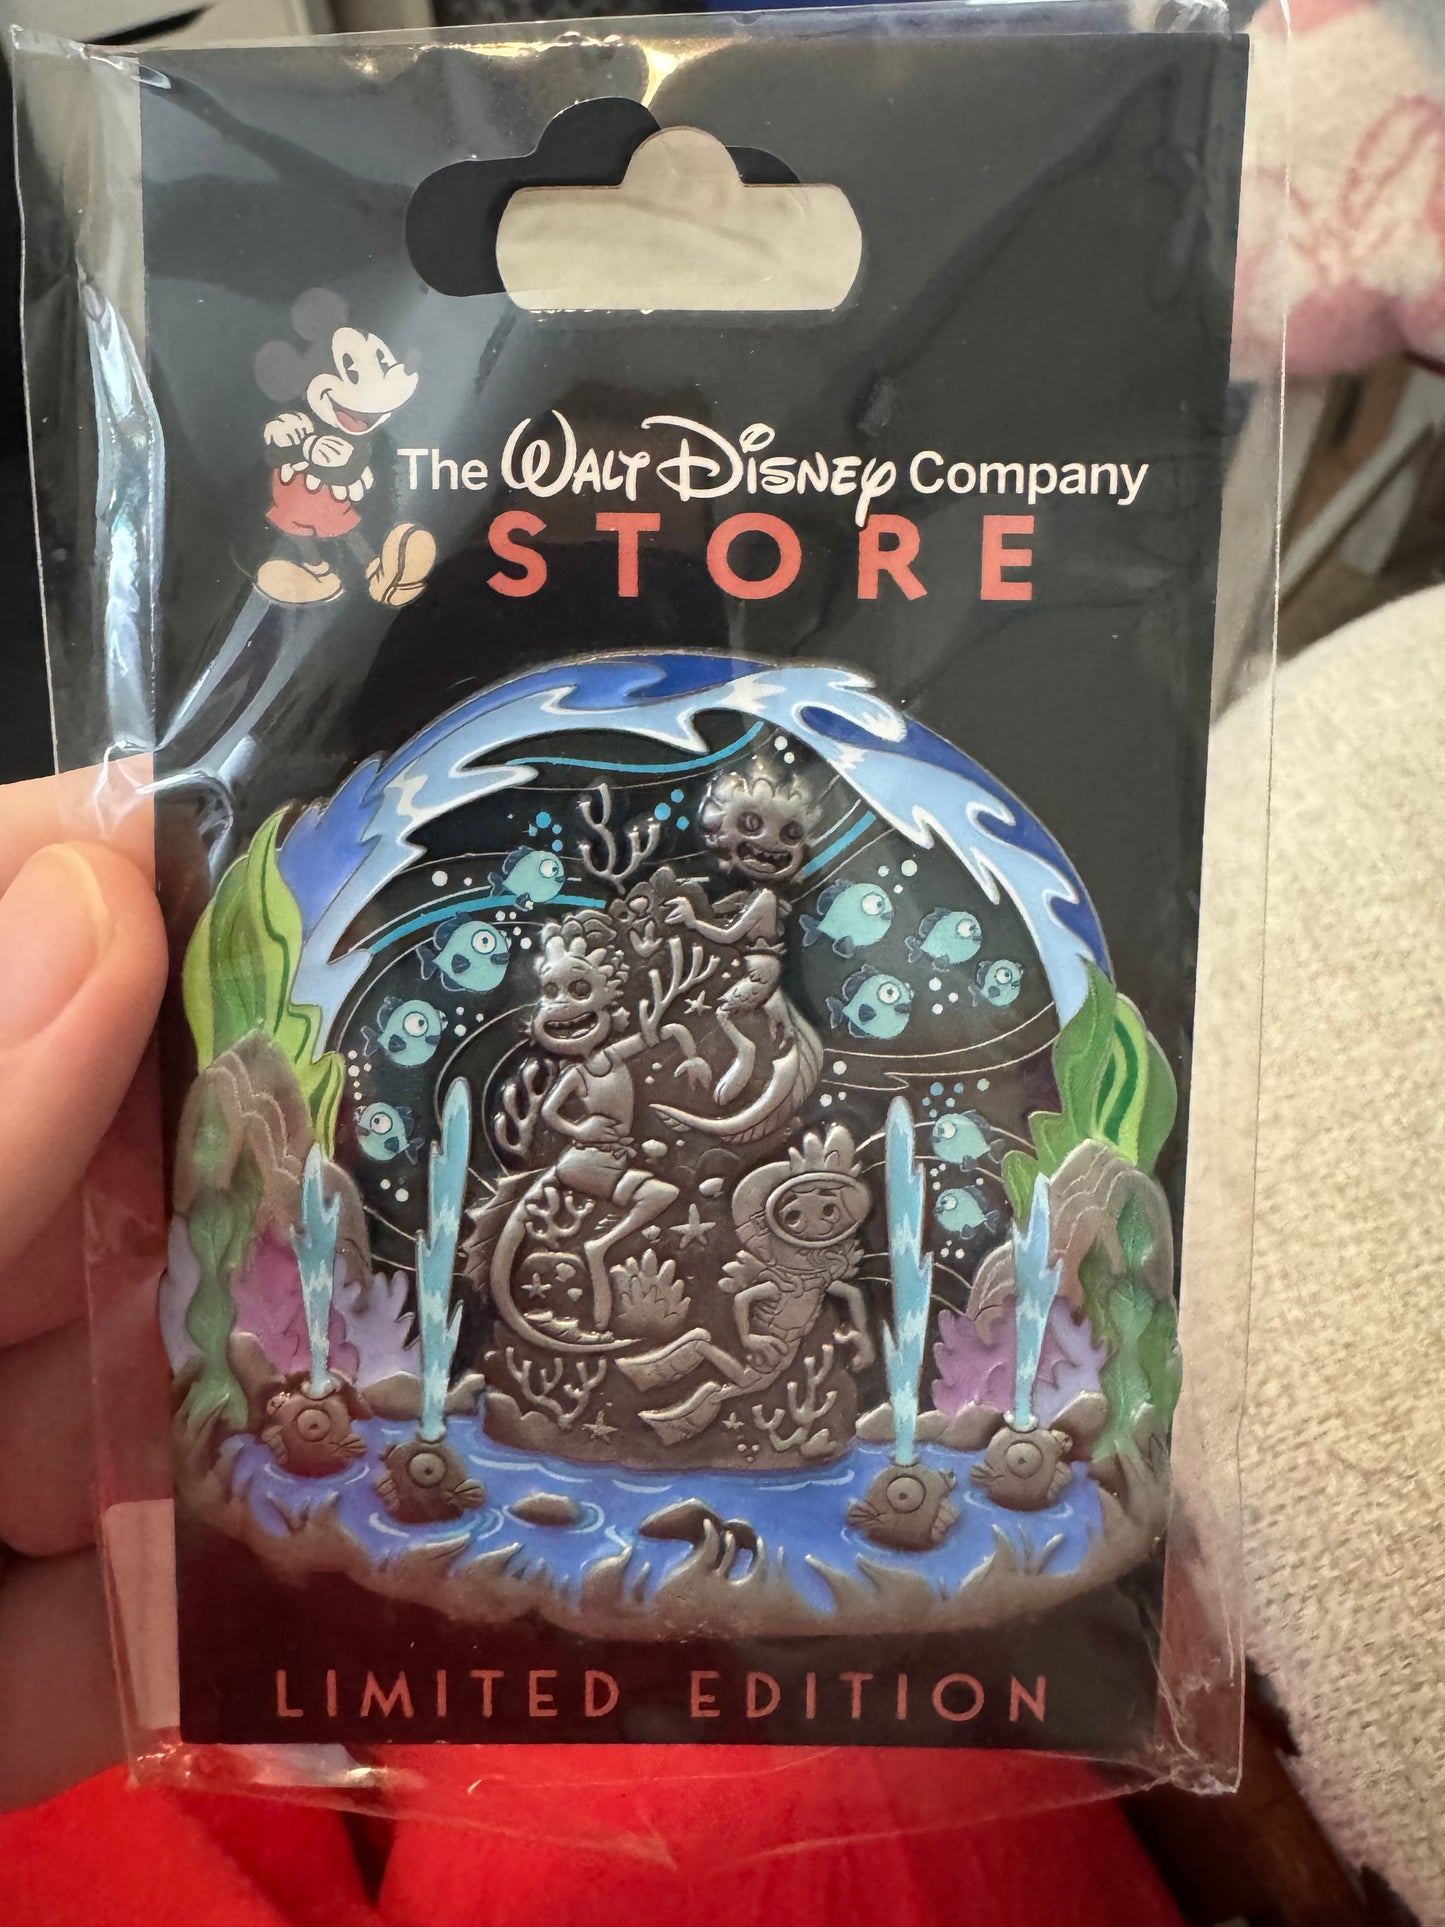 The WALT DISNEY Company
STORE
LIMITED EDITION